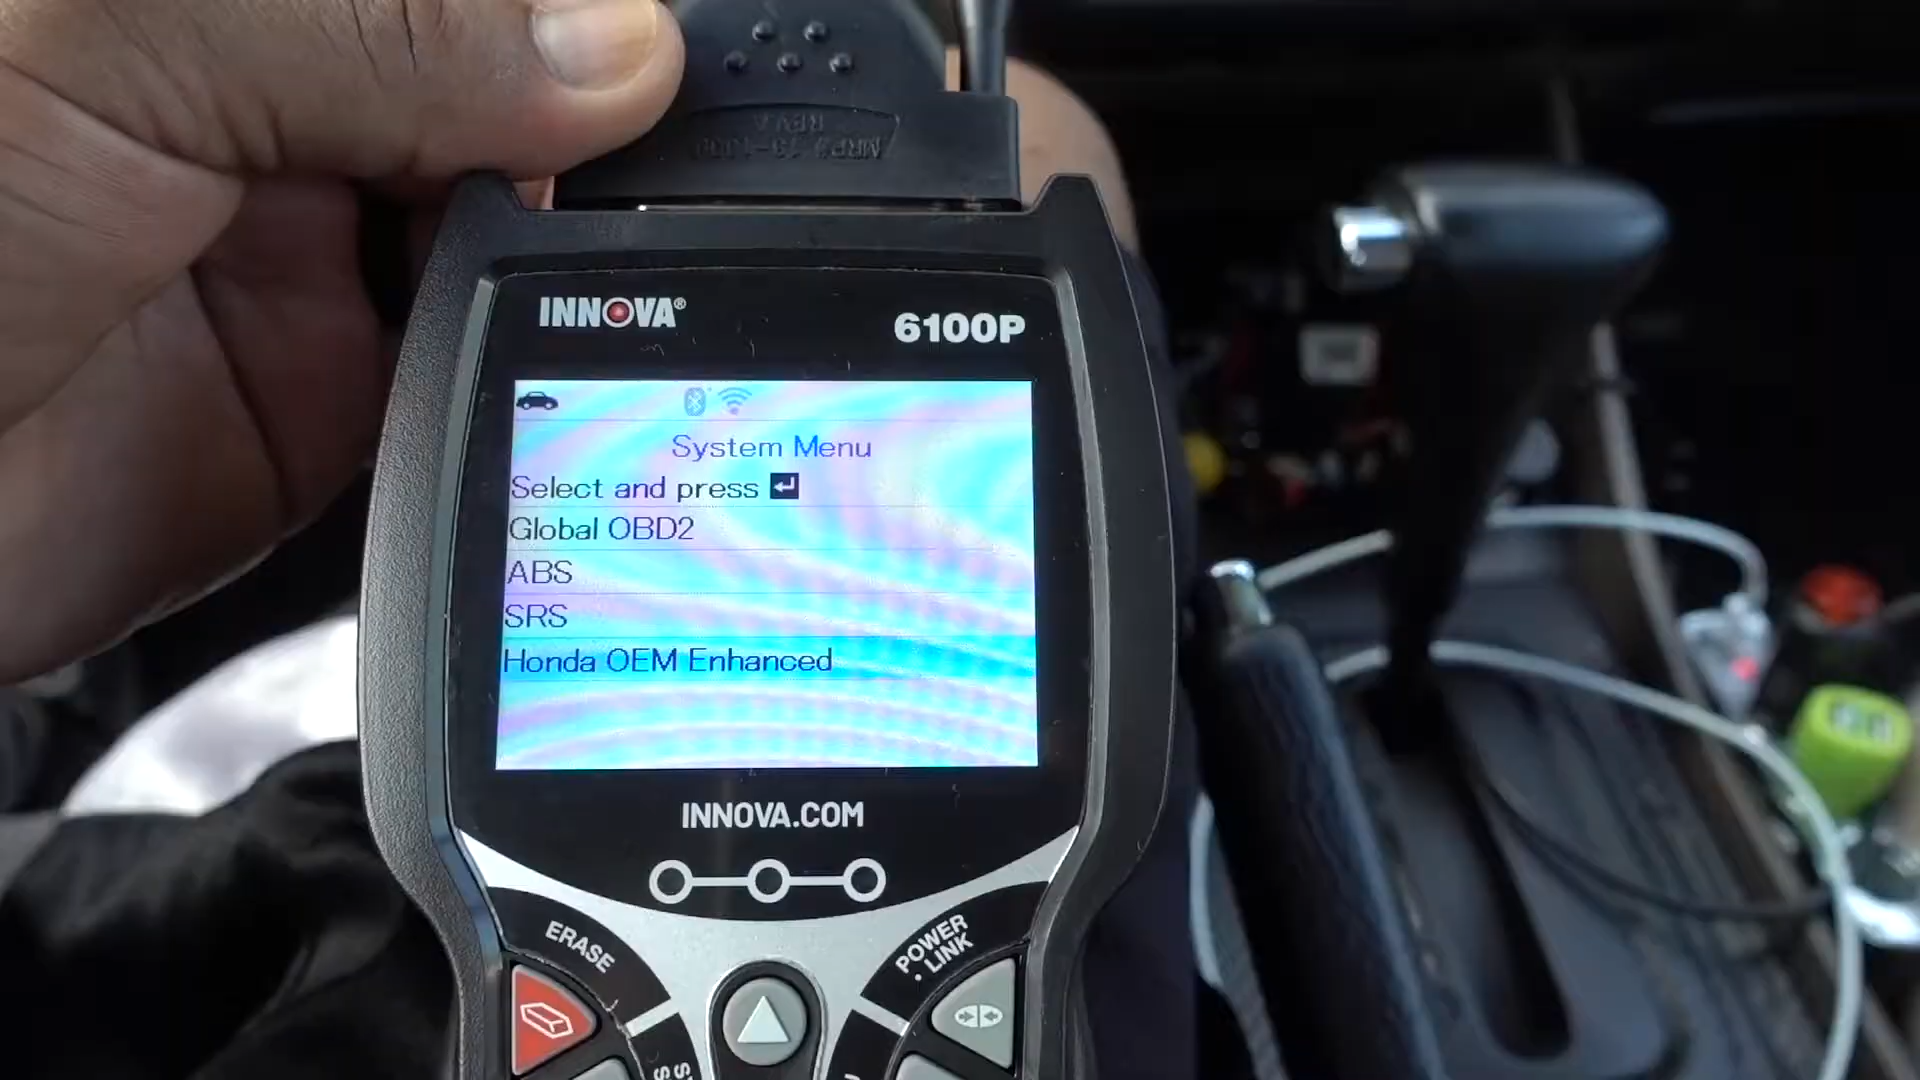 INNOVA®
6100P
System Menu
Select and press
Global OBD2
ABS
SRS
Honda OEM Enhanced
INNOVA.COM
ERASE
POWER
LINK